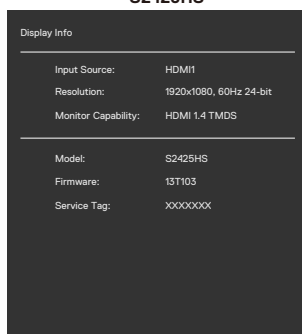 S2425HS
Display Info
Input Source: HDMI1
Resolution: 1920x1080, 60Hz 24-bit
Monitor Capability: HDMI 1.4 TMDS
Model: S2425HS
Firmware: 13T103
Service Tag: XXXXXXX